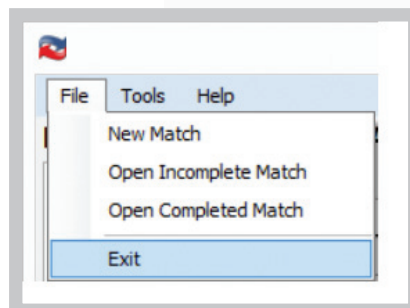 File Tools Help
New Match
Open Incomplete Match
Open Completed Match
Exit